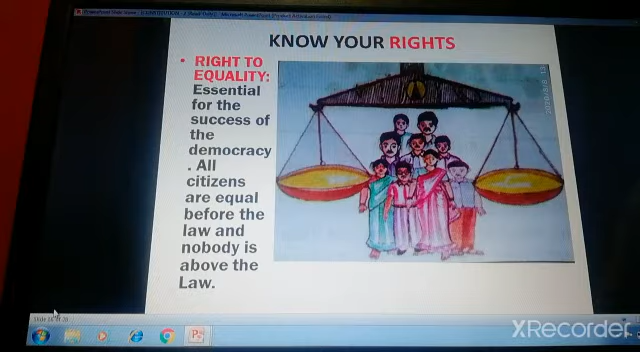 KNOW YOUR RIGHTS
• RIGHT TO
EQUALITY:
Essential
for the
success of
the
democracy
. All
citizens
are equal
before the
law and
nobody is
above the
Law.
XRecorder